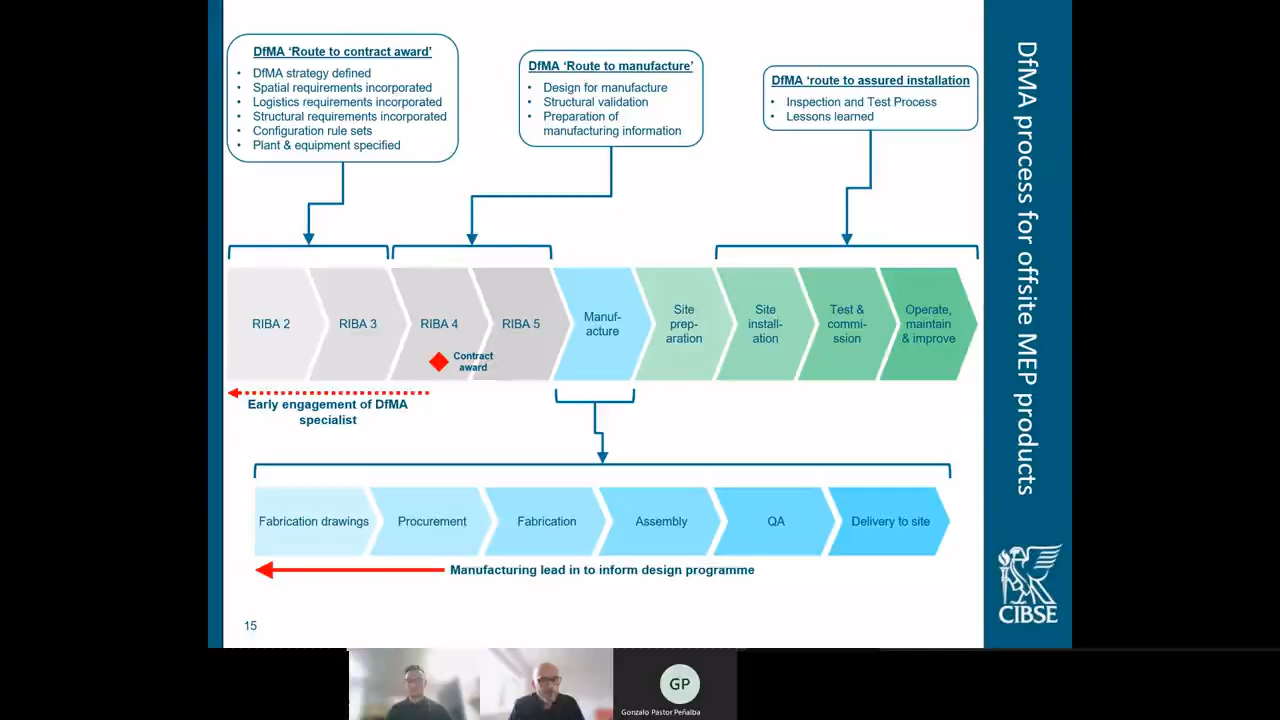 DfMA ‘Route to contract award’
• DfMA strategy defined
• Spatial requirements incorporated
• Logistics requirements incorporated
• Structural requirements incorporated
• Configuration rule sets
• Plant & equipment specified
DfMA ‘Route to manufacture’
• Design for manufacture
• Structural validation
• Preparation of
manufacturing information
DfMA ‘route to assured installation
• Inspection and Test Process
• Lessons learned
RIBA 2
RIBA 3
RIBA 4
RIBA 5
Manuf-
acture
Site
prep-
aration
Site
install-
ation
Test &
commi-
ssion
Operate,
maintain
& improve
Contract
award
Early engagement of DfMA
specialist
Fabrication drawings
Procurement
Fabrication
Assembly
QA
Delivery to site
Manufacturing lead in to inform design programme
15
DfMA process for offsite MEP products
CIBSE
GP
Gonzalo Pastor Peñalba